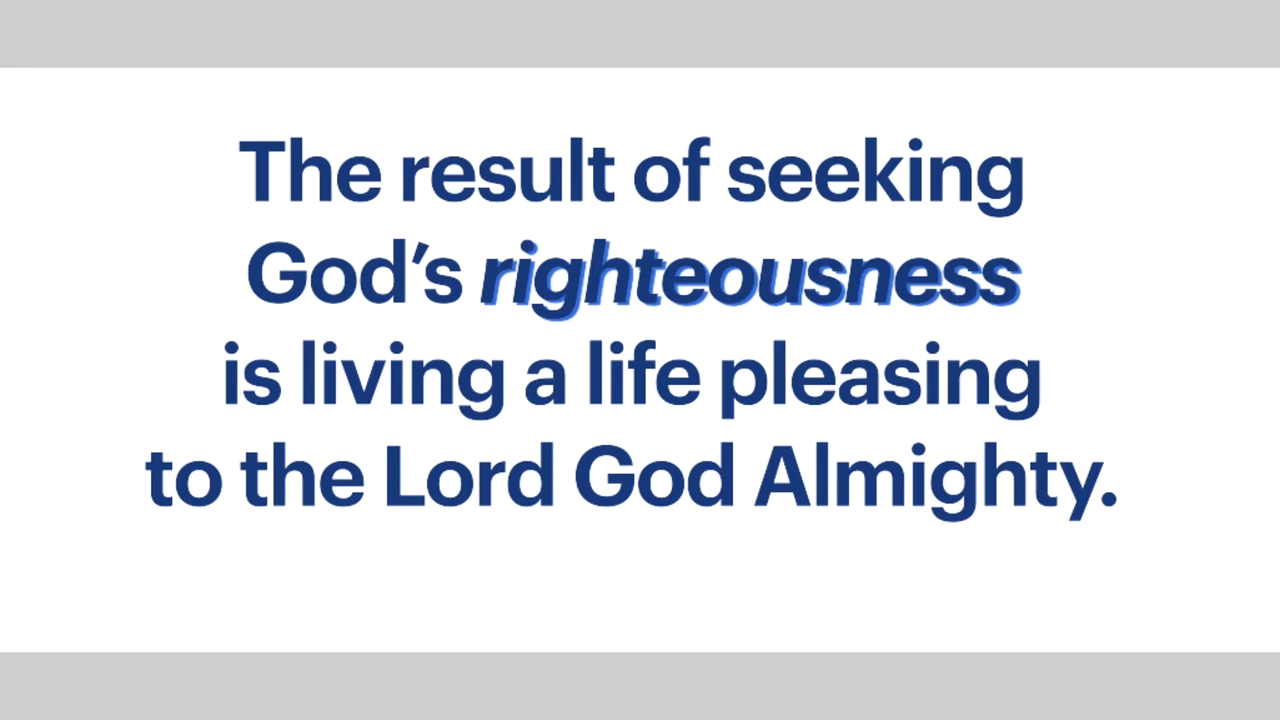 The result of seeking
God’s righteousness
is living a life pleasing
to the Lord God Almighty.